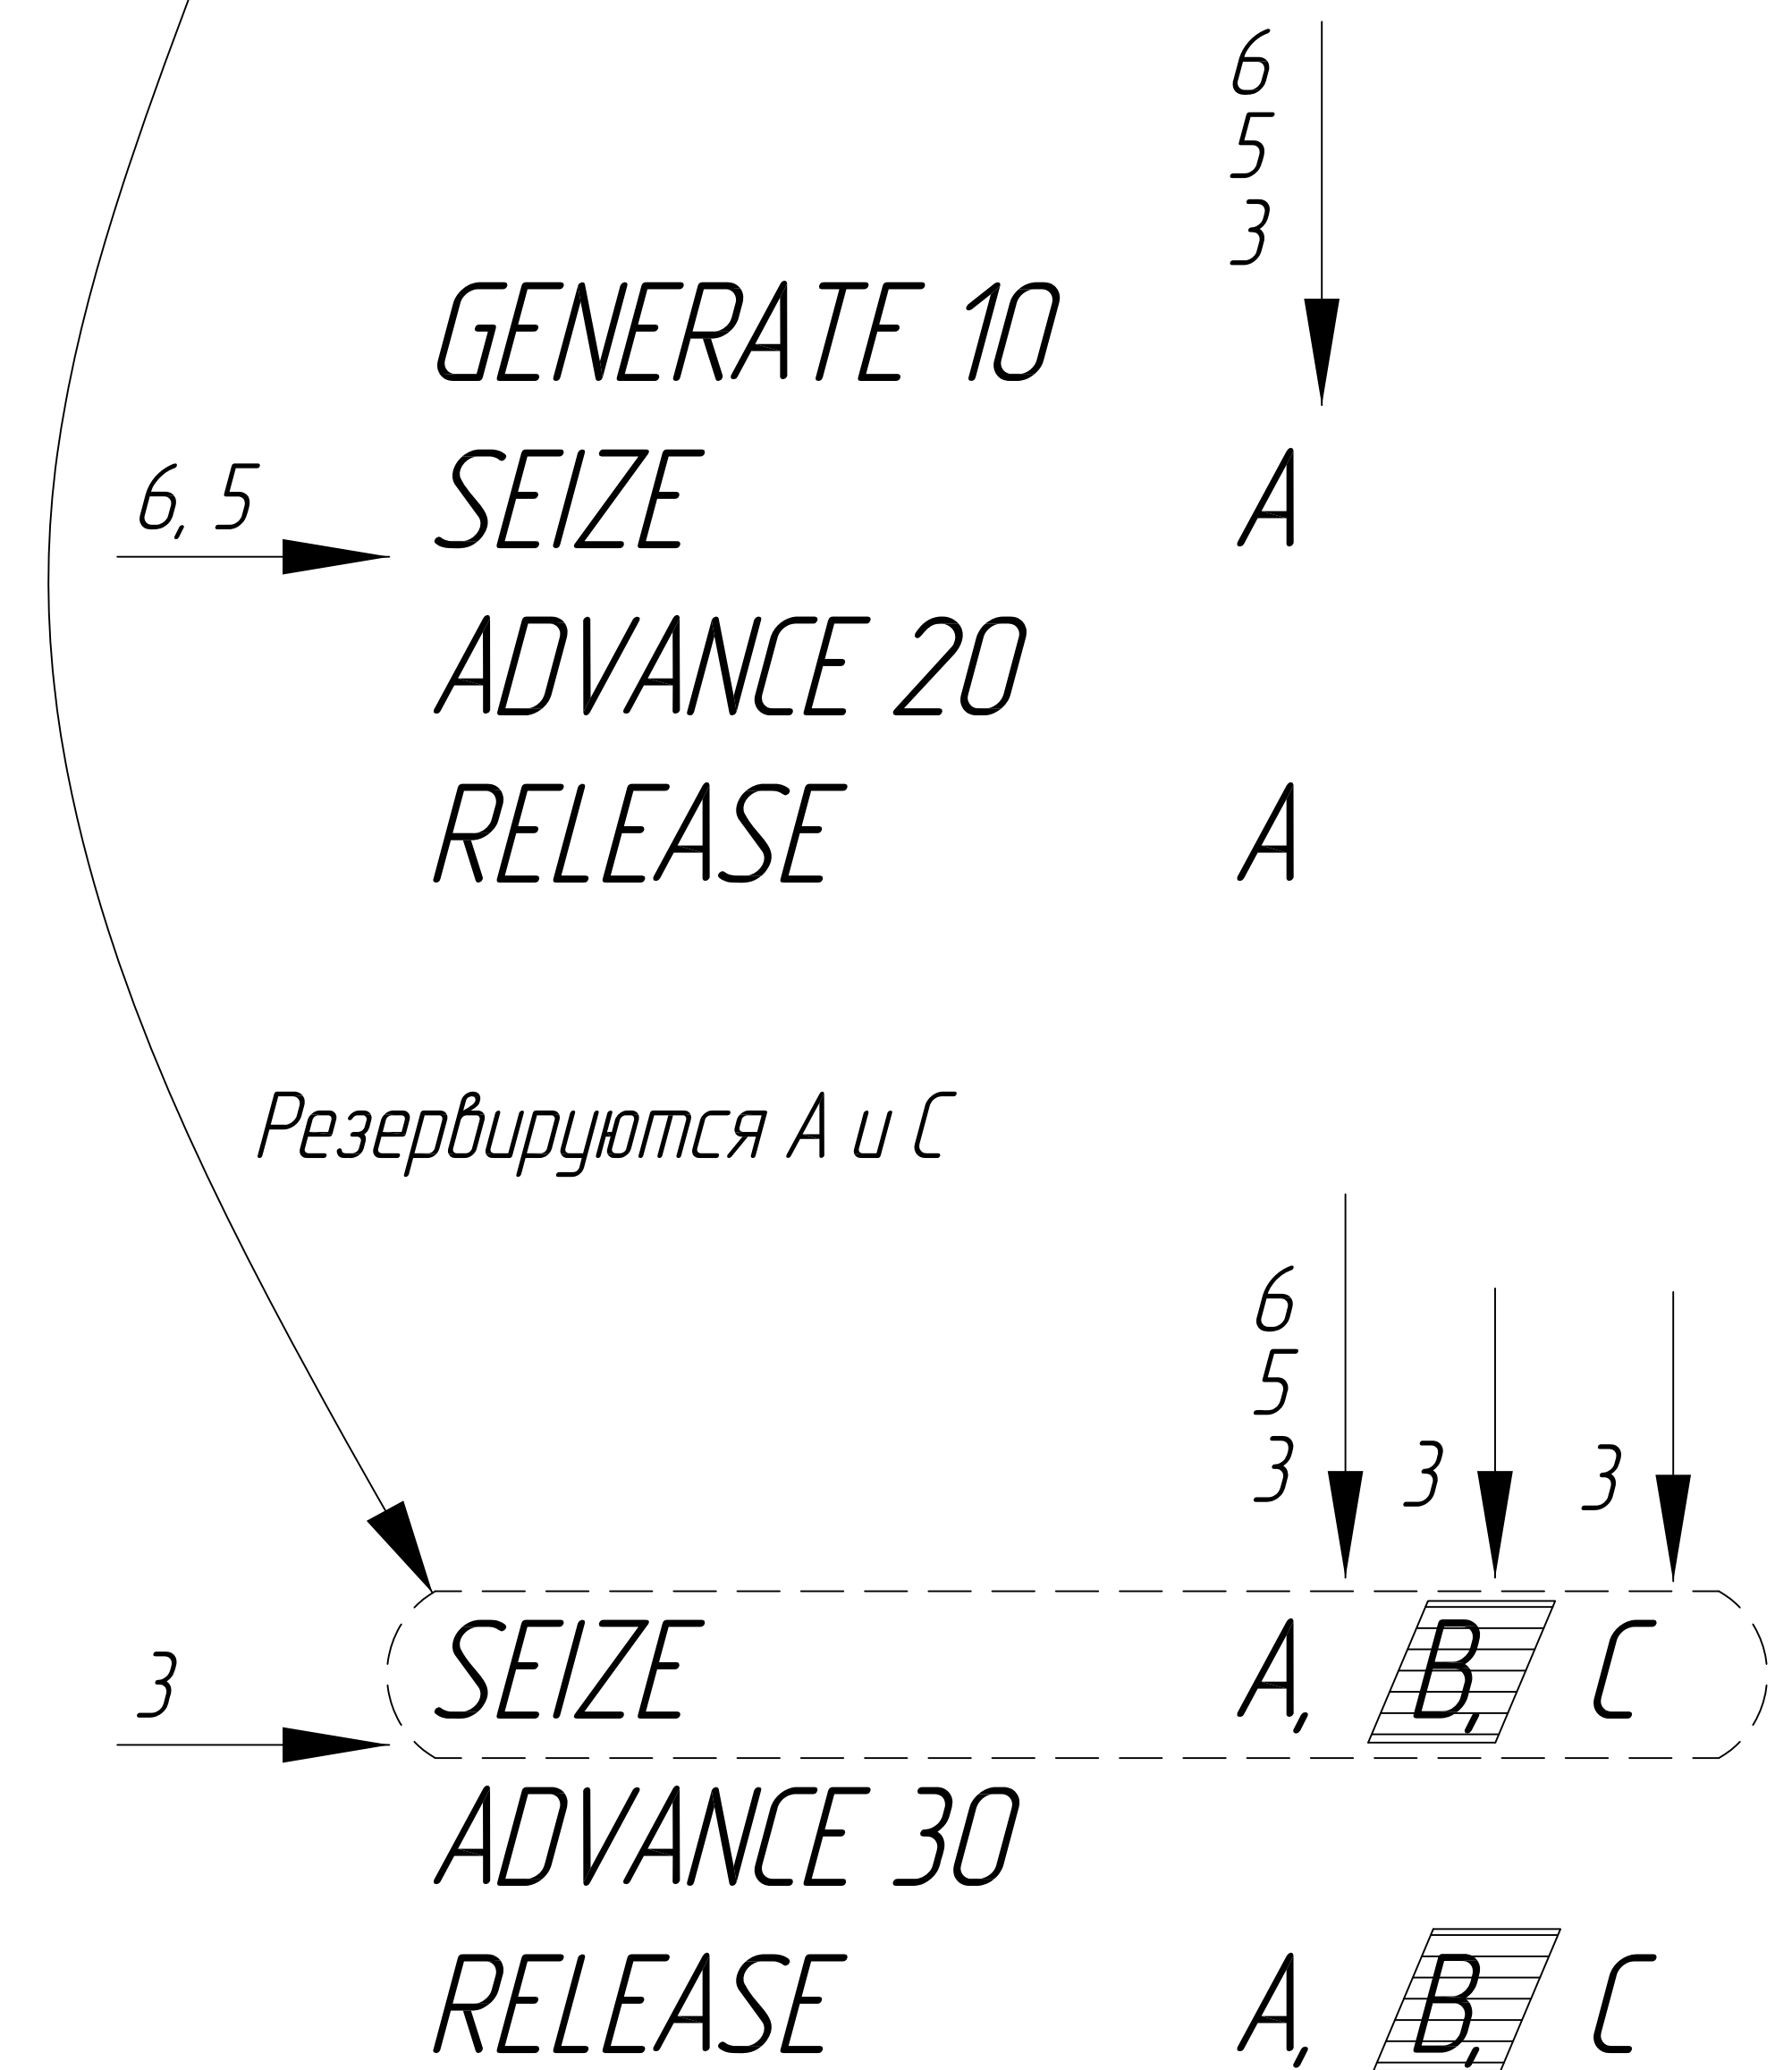 6
5
3
GENERATE 10
6, 5
SEIZE A
ADVANCE 20
RELEASE A
Резервируются А и С
6
5
3 3 3
SEIZE A, B, C
3
ADVANCE 30
RELEASE A, B, C